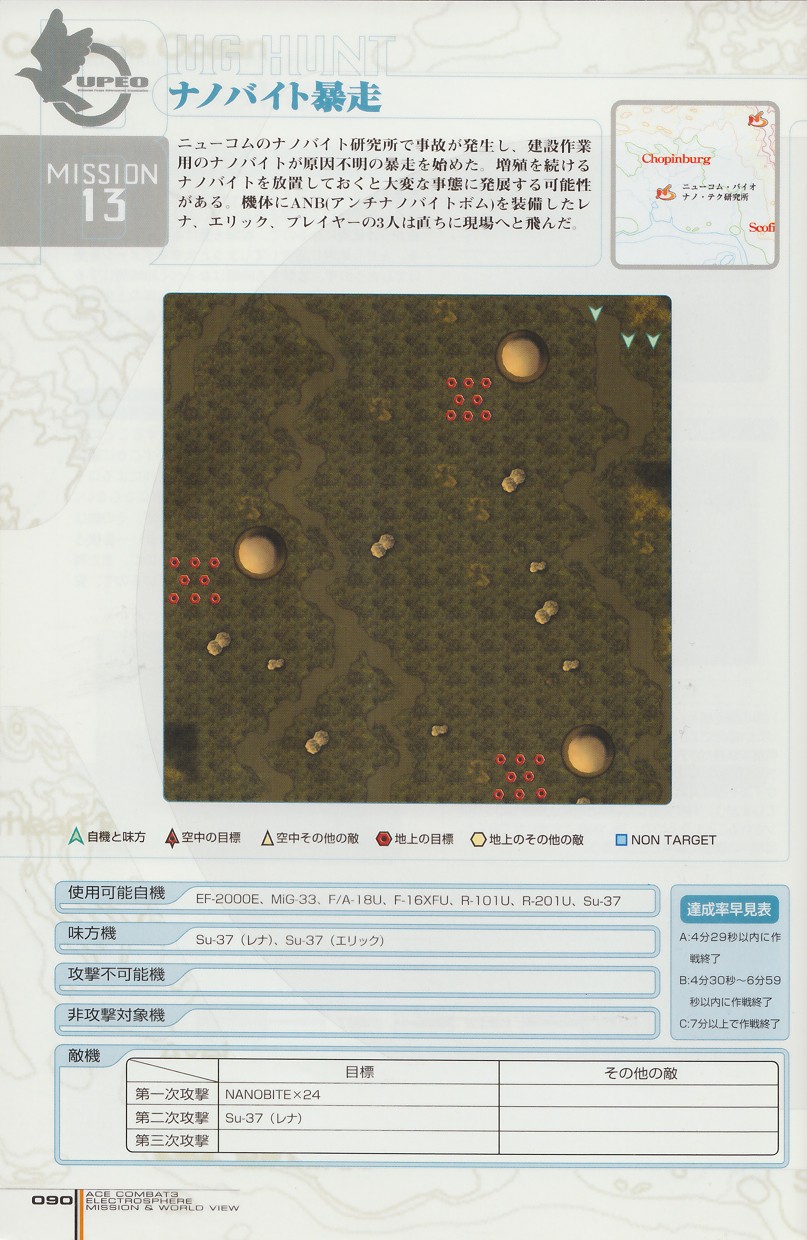 UG HUNT
UPEO
ナノバイト暴走
MISSION
13
ニューコムのナノバイト研究所で事故が発生し、建設作業
用のナノバイトが原因不明の暴走を始めた。増殖を続ける
ナノバイトを放置しておくと大変な事態に発展する可能性
がある。機体にANB(アンチナノバイトボム)を装備したレ
ナ、エリック、プレイヤーの3人は直ちに現場へと飛んだ。
Chopinburg
ニューコム・バイオ
ナノ・テク研究所
Scofi
自機と味方
空中の目標
空中その他の敵
地上の目標
地上のその他の敵
NON TARGET
使用可能自機
EF-2000E、MiG-33、F/A-18U、F-16XFU、R-101U、R-201U、Su-37
味方機
Su-37（レナ）、Su-37（エリック）
攻撃不可能機
非攻撃対象機
達成率早見表
A:4分29秒以内に作
戦終了
B:4分30秒〜6分59
秒以内に作戦終了
C:7分以上で作戦終了
敵機
目標
その他の敵
第一次攻撃
NANOBITE×24
第二次攻撃
Su-37（レナ）
第三次攻撃
090
ACE COMBAT3
ELECTROSPHERE
MISSION & WORLD VIEW